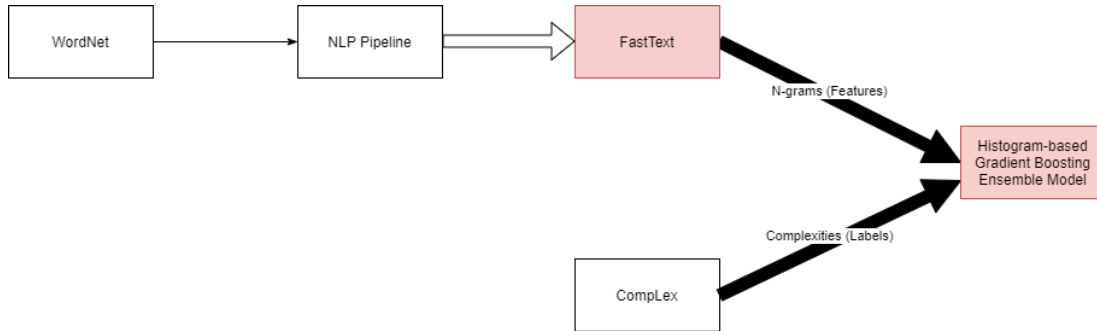 WordNet
NLP Pipeline
FastText
N-grams (Features)
Histogram-based
Gradient Boosting
Ensemble Model
Complexities (Labels)
CompLex